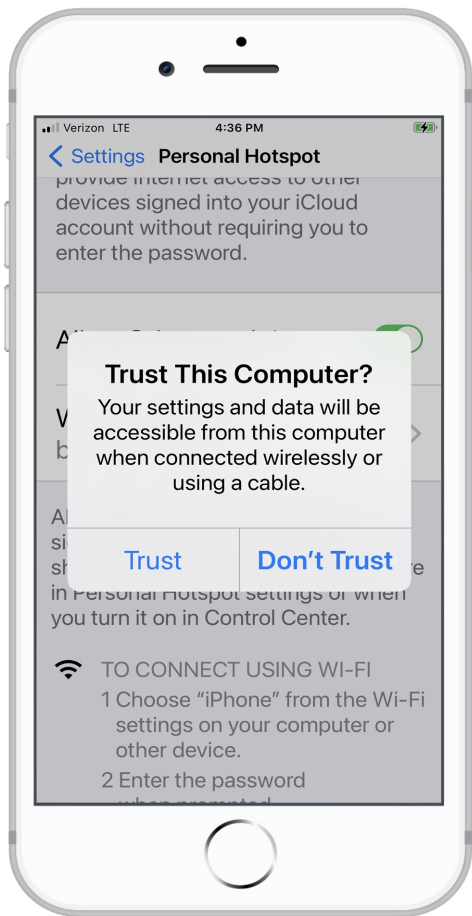 Verizon LTE 4:36 PM
Settings Personal Hotspot
provide internet access to other
devices signed into your iCloud
account without requiring you to
enter the password.
Trust This Computer?
Your settings and data will be
accessible from this computer
when connected wirelessly or
using a cable.
Trust Don't Trust
in Personal Hotspot settings or when
you turn it on in Control Center.
TO CONNECT USING WI-FI
1 Choose “iPhone” from the Wi-Fi
settings on your computer or
other device.
2 Enter the password
when prompted